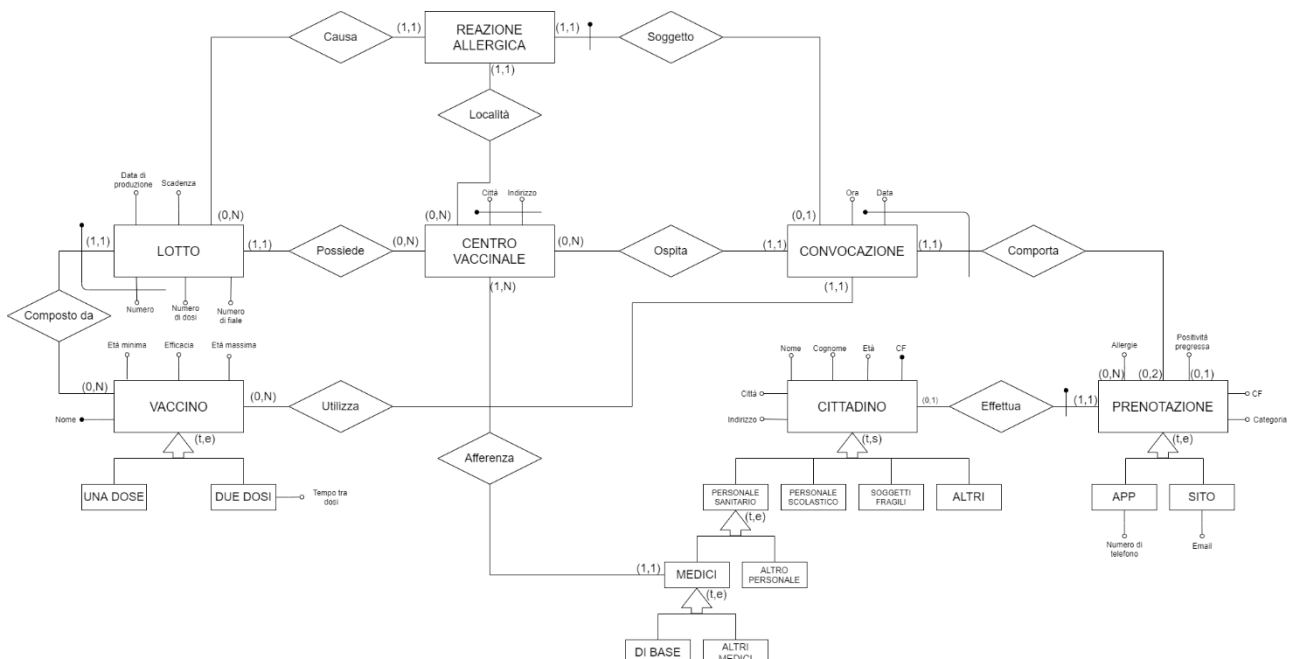 Causa
(1,1)
REAZIONE
ALLERGICA
(1,1)
Soggetto
(1,1)
Località
Data di
produzione
Scadenza
Città
Indirizzo
Ora
Data
(0,N)
(0,N)
(0,1)
(1,1)
LOTTO
(1,1)
Possiede
(0,N)
CENTRO
VACCINALE
(0,N)
Ospita
(1,1)
CONVOCAZIONE
(1,1)
Comporta
(1,N)
(1,1)
Numero
Numero
di dosi
Numero
di fiale
Composto da
Età minima
Efficacia
Età massima
Nome
Cognome
Età
CF
Allergie
Positività
pregressa
(0,N)
(0,2)
(0,1)
(0,N)
VACCINO
(0,N)
Utilizza
Città
CITTADINO
(0,1)
Effettua
(1,1)
PRENOTAZIONE
CF
Nome
Indirizzo
Categoria
(t,e)
(t,s)
(t,e)
Afferenza
UNA DOSE
DUE DOSI
Tempo tra
dosi
PERSONALE
SANITARIO
PERSONALE
SCOLASTICO
SOGGETTI
FRAGILI
ALTRI
APP
SITO
(t,e)
Numero di
telefono
Email
(1,1)
MEDICI
ALTRO
PERSONALE
(t,e)
DI BASE
ALTRI
MEDICI